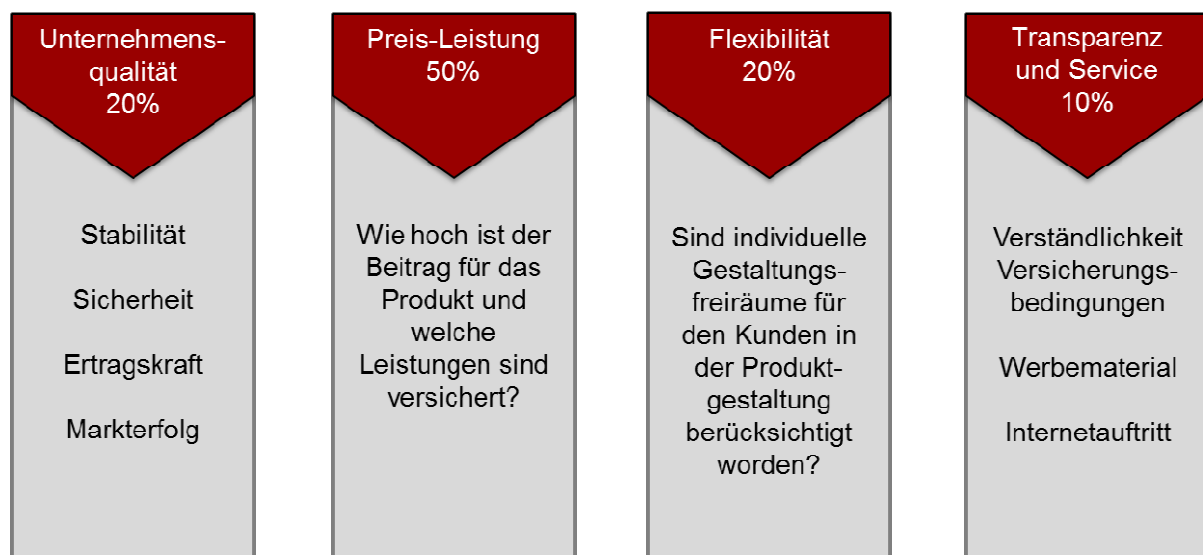 Unternehmens-
qualität
20%
Stabilität
Sicherheit
Ertragskraft
Markterfolg
Preis-Leistung
50%
Wie hoch ist der
Beitrag für das
Produkt und
welche
Leistungen sind
versichert?
Flexibilität
20%
Sind individuelle
Gestaltungs-
freiräume für
den Kunden in
der Produkt-
gestaltung
berücksichtigt
worden?
Transparenz
und Service
10%
Verständlichkeit
Versicherungs-
bedingungen
Werbematerial
Internetauftritt